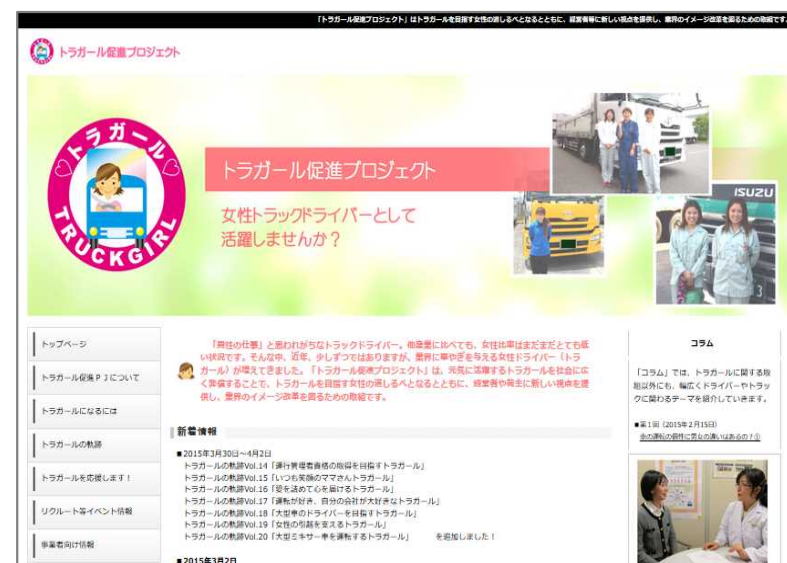 「トラガール促進プロジェクト」はトラガールを目指す女性の道しるべとなるとともに、経営者等に新しい視点を提供し、業界のイメージ改革を図るための取組です。
トラガール促進プロジェクト
トラガール
TRUCKGIRL
トラガール促進プロジェクト
女性トラックドライバーとして
活躍しませんか？
ISUZU
3
トップページ
トラガール促進ＰＪについて
トラガールになるには
トラガールの軌跡
トラガールを応援します！
リクルート等イベント情報
事業者向け情報
「男性の仕事」と思われがちなトラックドライバー。他産業に比べても、女性比率はまだまだとても低
い状況です。そんな中、近年、少しずつではありますが、業界に華やぎを与える女性ドライバー（トラ
ガール）が増えてきました。「トラガール促進プロジェクト」は、元気に活躍するトラガールを社会に広
く発信することで、トラガールを目指す女性の道しるべとなるとともに、経営者や荷主に新しい視点を提
供し、業界のイメージ改革を図るための取組です。
新着情報
■2015年3月30日～4月2日
トラガールの軌跡Vol.14「運行管理者資格の取得を目指すトラガール」
トラガールの軌跡Vol.15「いつも笑顔のママさんトラガール」
トラガールの軌跡Vol.16「愛を詰めて心を届けるトラガール」
トラガールの軌跡Vol.17「運転が好き、自分の会社が大好きなトラガール」
トラガールの軌跡Vol.18「大型車のドライバーを目指すトラガール」
トラガールの軌跡Vol.19「女性の引越を支えるトラガール」
トラガールの軌跡Vol.20「大型ミキサー車を運転するトラガール」　　を追加しました！
■2015年3月2日
コラム
「コラム」では、トラガールに関する取
組以外にも、幅広くドライバーやトラッ
クに関わるテーマを紹介していきます。
■第１回（2015年２月15日）
車の運転の個性に男女の違いはあるの？①